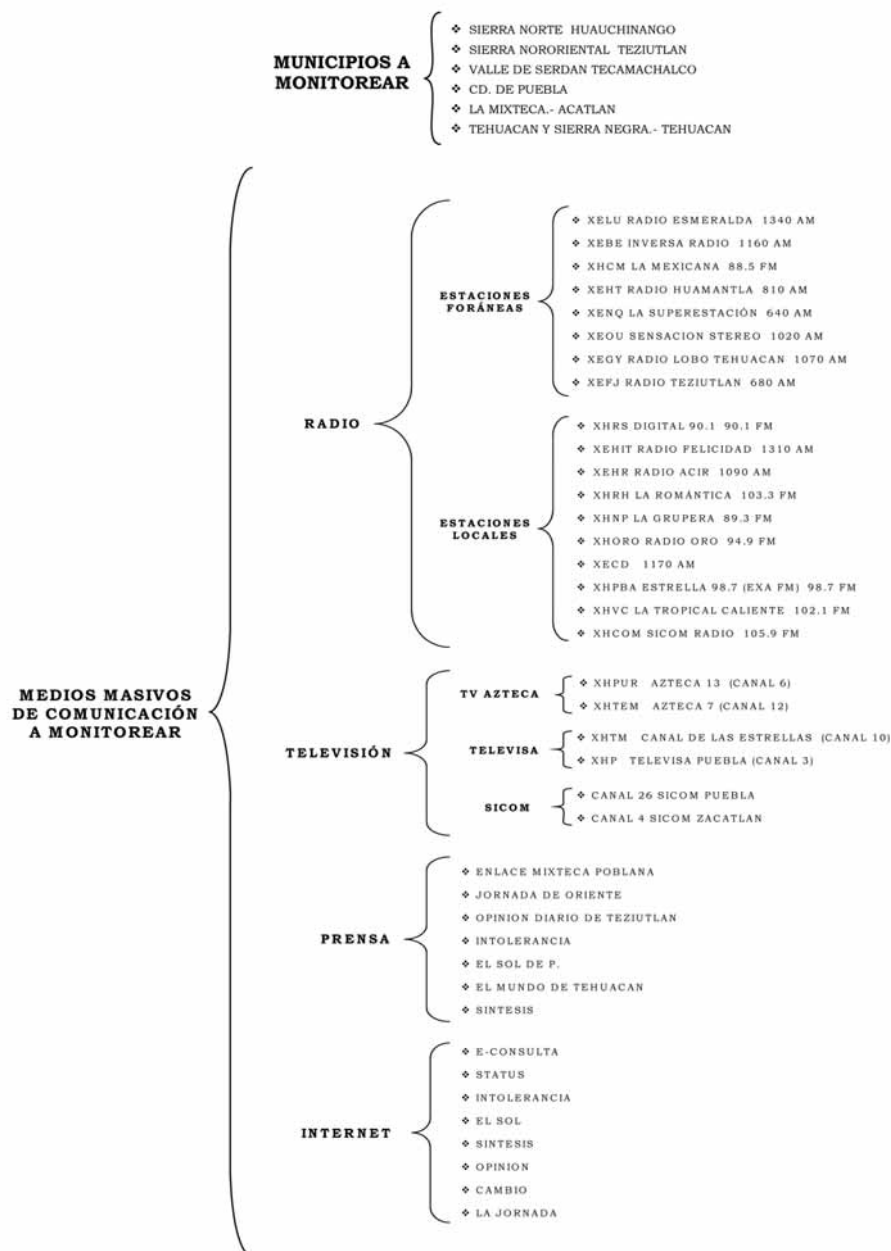 MUNICIPIOS A
MONITOREAR
❖ SIERRA NORTE HUAUCHINANGO
❖ SIERRA NORORIENTAL TEZIUTLAN
❖ VALLE DE SERDAN TECAMACHALCO
❖ CD. DE PUEBLA
❖ LA MIXTECA.- ACATLAN
❖ TEHUACAN Y SIERRA NEGRA.- TEHUACAN
MEDIOS MASIVOS
DE COMUNICACIÓN
A MONITOREAR
RADIO
ESTACIONES
FORÁNEAS
❖ XELU RADIO ESMERALDA 1340 AM
❖ XEBE INVERSA RADIO 1160 AM
❖ XHCM LA MEXICANA 88.5 FM
❖ XEHT RADIO HUAMANTLA 810 AM
❖ XENQ LA SUPERESTACIÓN 640 AM
❖ XEOU SENSACION STEREO 1020 AM
❖ XEGY RADIO LOBO TEHUACAN 1070 AM
❖ XEFJ RADIO TEZIUTLAN 680 AM
ESTACIONES
LOCALES
❖ XHRS DIGITAL 90.1 90.1 FM
❖ XEHIT RADIO FELICIDAD 1310 AM
❖ XEHR RADIO ACIR 1090 AM
❖ XHRH LA ROMÁNTICA 103.3 FM
❖ XHNP LA GRUPERA 89.3 FM
❖ XHORO RADIO ORO 94.9 FM
❖ XECD 1170 AM
❖ XHPBA ESTRELLA 98.7 (EXA FM) 98.7 FM
❖ XHVC LA TROPICAL CALIENTE 102.1 FM
❖ XHCOM SICOM RADIO 105.9 FM
TELEVISIÓN
TV AZTECA
❖ XHPUR AZTECA 13 (CANAL 6)
❖ XHTEM AZTECA 7 (CANAL 12)
TELEVISA
❖ XHTM CANAL DE LAS ESTRELLAS (CANAL 10)
❖ XHP TELEVISA PUEBLA (CANAL 3)
SICOM
❖ CANAL 26 SICOM PUEBLA
❖ CANAL 4 SICOM ZACATLAN
PRENSA
❖ ENLACE MIXTECA POBLANA
❖ JORNADA DE ORIENTE
❖ OPINION DIARIO DE TEZIUTLAN
❖ INTOLERANCIA
❖ EL SOL DE P.
❖ EL MUNDO DE TEHUACAN
❖ SINTESIS
INTERNET
❖ E-CONSULTA
❖ STATUS
❖ INTOLERANCIA
❖ EL SOL
❖ SINTESIS
❖ OPINION
❖ CAMBIO
❖ LA JORNADA